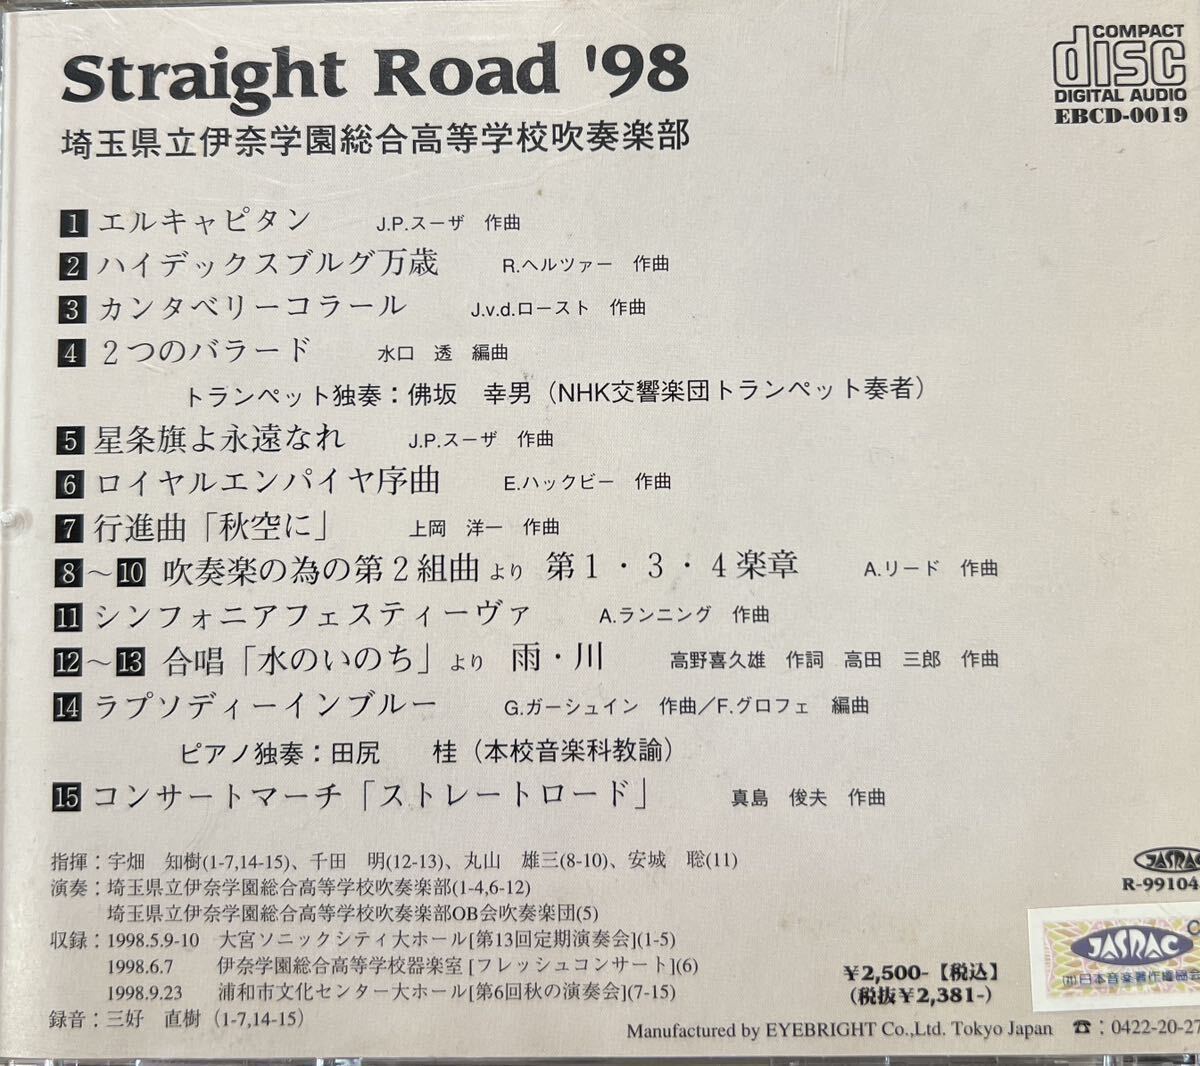 Straight Road '98
COMPACT
disc
DIGITAL AUDIO
EBCD-0019
埼玉県立伊奈学園総合高等学校吹奏楽部
1 エルキャピタン J.P.スーザ 作曲
2 ハイデックスブルグ万歳 R.ヘルツァー 作曲
3 カンタベリーコラール J.v.d.ロースト 作曲
4 2つのバラード 水口 透 編曲
トランペット独奏：佛坂 幸男（NHK交響楽団トランペット奏者）
5 星条旗よ永遠なれ J.P.スーザ 作曲
6 ロイヤルエンパイヤ序曲 E.ハックビー 作曲
7 行進曲「秋空に」 上岡 洋一 作曲
8～10 吹奏楽の為の第2組曲より 第1・3・4楽章 A.リード 作曲
11 シンフォニアフェスティーヴァ A.ランニング 作曲
12～13 合唱「水のいのち」より 雨・川 高野喜久雄 作詞 高田 三郎 作曲
14 ラプソディーインブルー G.ガーシュイン 作曲／F.グロフェ 編曲
ピアノ独奏：田尻 桂（本校音楽科教諭）
15 コンサートマーチ「ストレートロード」 真島 俊夫 作曲
指揮：宇畑 知樹(1-7,14-15)、千田 明(12-13)、丸山 雄三(8-10)、安城 聡(11)
演奏：埼玉県立伊奈学園総合高等学校吹奏楽部(1-4,6-12)
埼玉県立伊奈学園総合高等学校吹奏楽部OB会吹奏楽団(5)
収録：1998.5.9-10 大宮ソニックシティ大ホール[第13回定期演奏会](1-5)
1998.6.7 伊奈学園総合高等学校器楽室 [フレッシュコンサート](6)
1998.9.23 浦和市文化センター大ホール[第6回秋の演奏会](7-15)
録音：三好 直樹（1-7,14-15）
JASRAC
R-99104
JASRAC
(社)日本音楽著作権協会
￥2,500-【税込】
(税抜￥2,381-)
Manufactured by EYEBRIGHT Co.,Ltd. Tokyo Japan ☎：0422-20-27